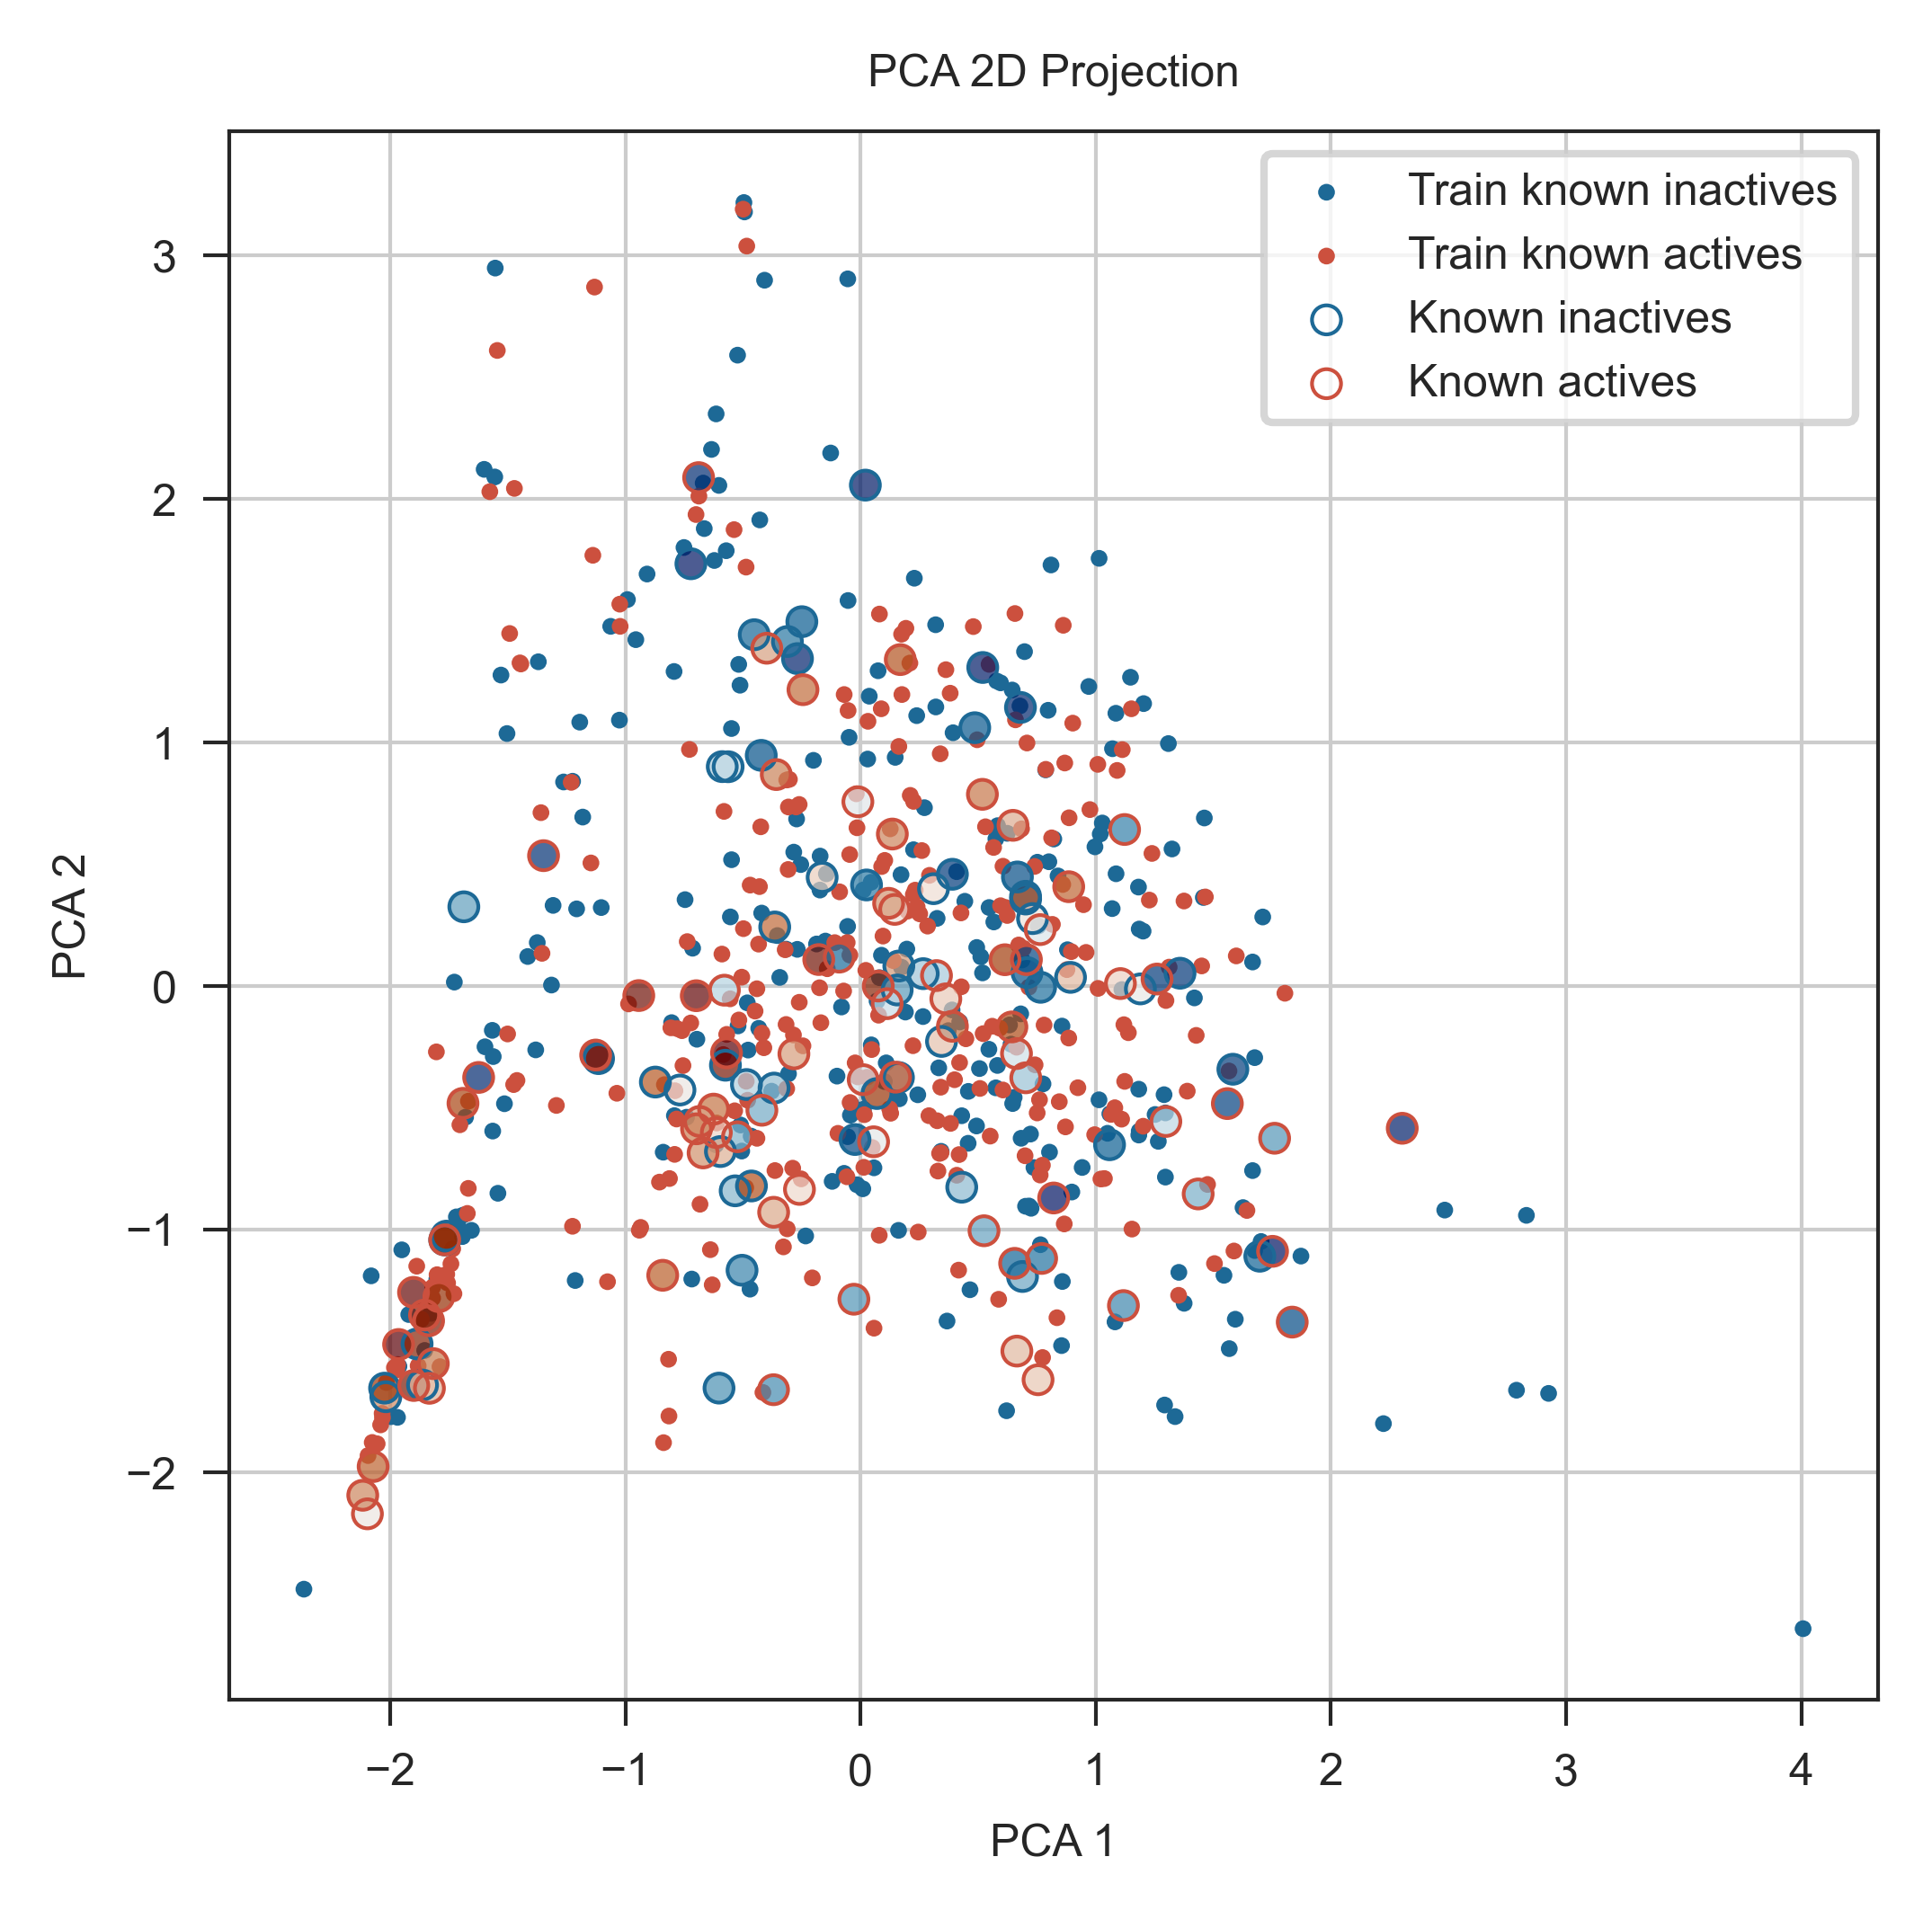 PCA 2D Projection
Train known inactives
Train known actives
Known inactives
Known actives
3
2
1
0
−1
−2
PCA 2
−2
−1
0
1
2
3
4
PCA 1